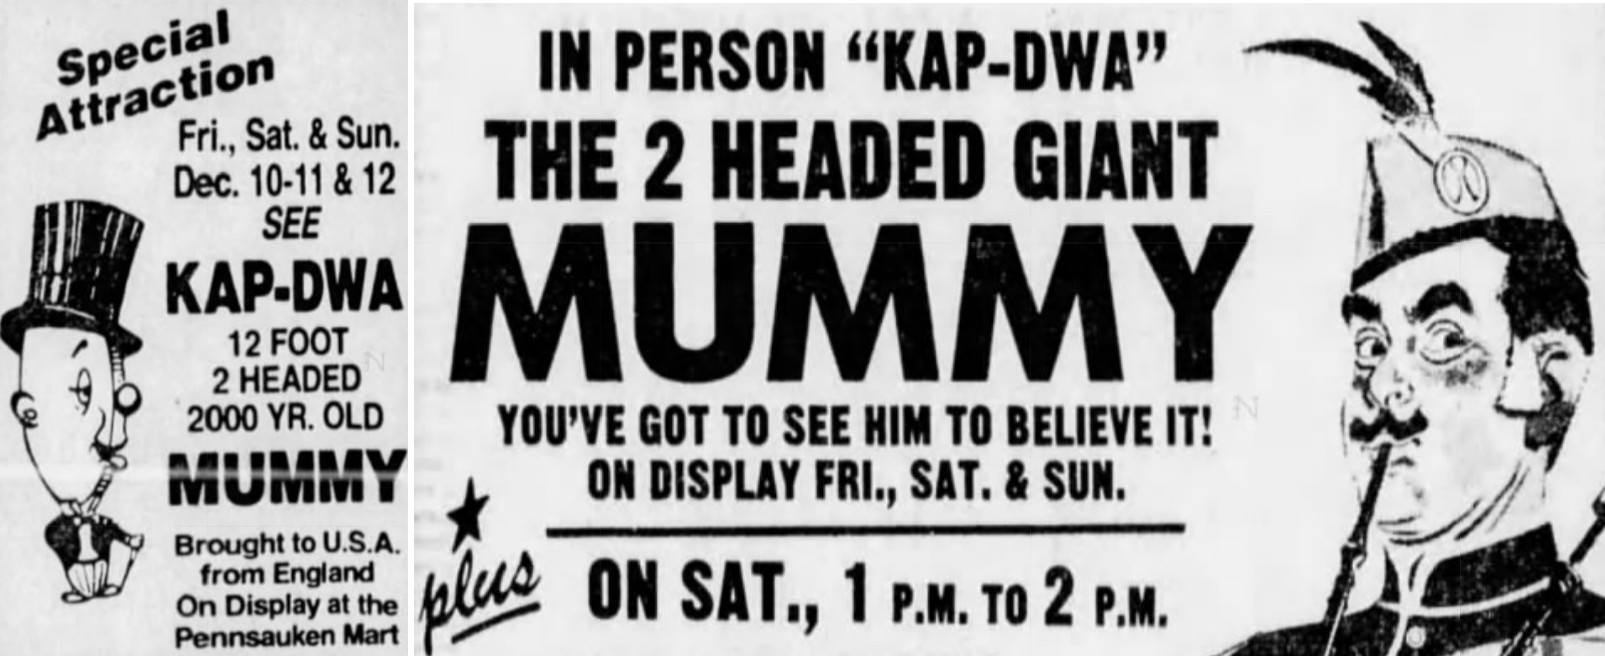 Special
Attraction
Fri., Sat. & Sun.
Dec. 10-11 & 12
SEE
KAP-DWA
12 FOOT
2 HEADED
2000 YR. OLD
MUMMY
Brought to U.S.A.
from England
On Display at the
Pennsauken Mart
IN PERSON “KAP-DWA”
THE 2 HEADED GIANT
MUMMY
YOU’VE GOT TO SEE HIM TO BELIEVE IT!
ON DISPLAY FRI., SAT. & SUN.
plus ON SAT., 1 P.M. TO 2 P.M.